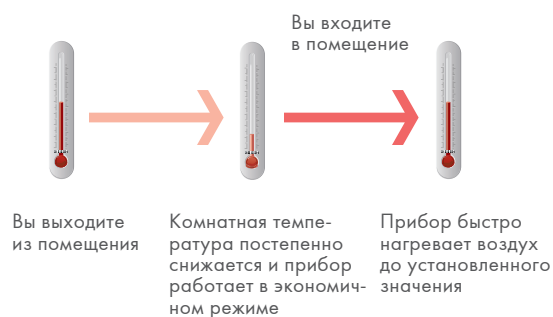 Вы входите
в помещение
Вы выходите
из помещения
Комнатная темпе-
ратура постепенно
снижается и прибор
работает в экономич-
ном режиме
Прибор быстро
нагревает воздух
до установленного
значения